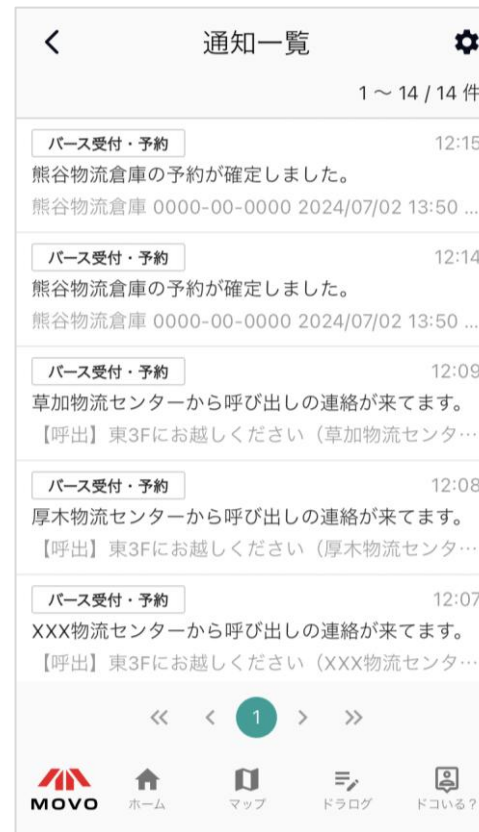 通知一覧
1 ～ 14 / 14 件
バース受付・予約 12:15
熊谷物流倉庫の予約が確定しました。
熊谷物流倉庫 0000-00-0000 2024/07/02 13:50 ...
バース受付・予約 12:14
熊谷物流倉庫の予約が確定しました。
熊谷物流倉庫 0000-00-0000 2024/07/02 13:50 ...
バース受付・予約 12:09
草加物流センターから呼び出しの連絡が来てます。
【呼出】東3Fにお越しください（草加物流センタ…
バース受付・予約 12:08
厚木物流センターから呼び出しの連絡が来てます。
【呼出】東3Fにお越しください（厚木物流センタ…
バース受付・予約 12:07
XXX物流センターから呼び出しの連絡が来てます。
【呼出】東3Fにお越しください（XXX物流センタ…
« < 1 > »
MOVO ホーム マップ ドラログ ドコいる？